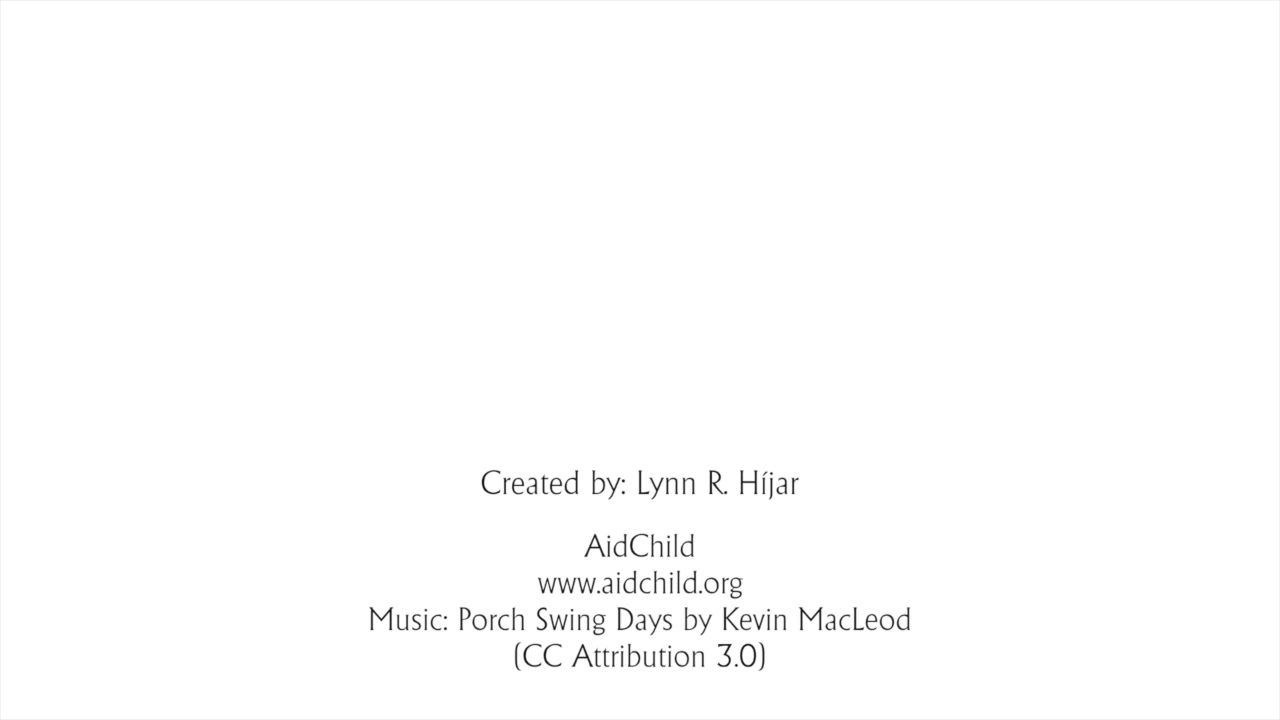 Created by: Lynn R. Híjar
AidChild
www.aidchild.org
Music: Porch Swing Days by Kevin MacLeod
(CC Attribution 3.0)